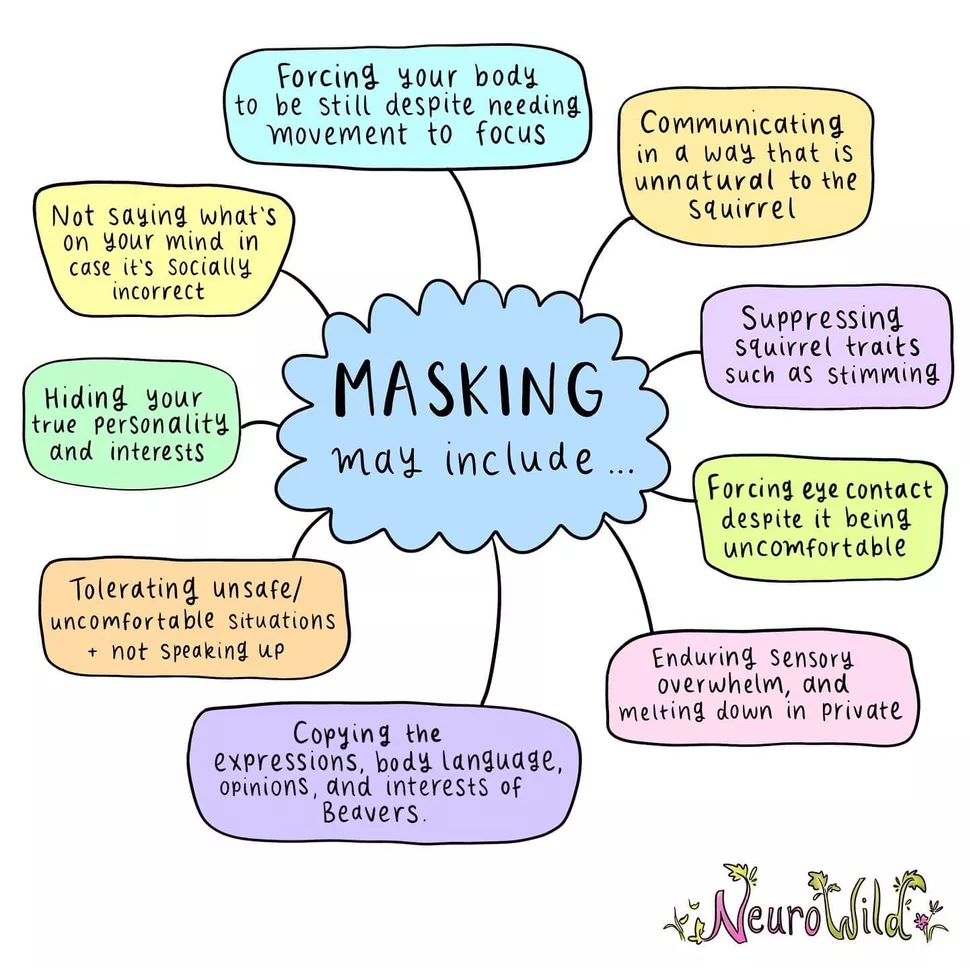 MASKING
may include...
Forcing your body
to be still despite needing
movement to focus
Communicating
in a way that is
unnatural to the
squirrel
Suppressing
squirrel traits
such as stimming
Forcing eye contact
despite it being
uncomfortable
Enduring sensory
overwhelm, and
melting down in private
Copying the
expressions, body language,
opinions, and interests of
Beavers.
Tolerating unsafe/
uncomfortable situations
+ not speaking up
Hiding your
true personality
and interests
Not saying what's
on your mind in
case it's socially
incorrect
NeuroWild